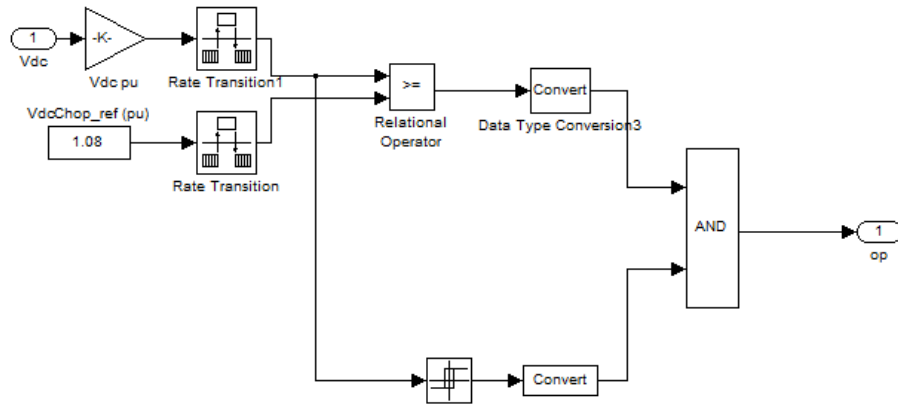 1
Vdc
-K-
Vdc pu
Rate Transition1
VdcChop_ref (pu)
1.08
Rate Transition
>=
Relational
Operator
Convert
Data Type Conversion3
AND
1
op
Convert